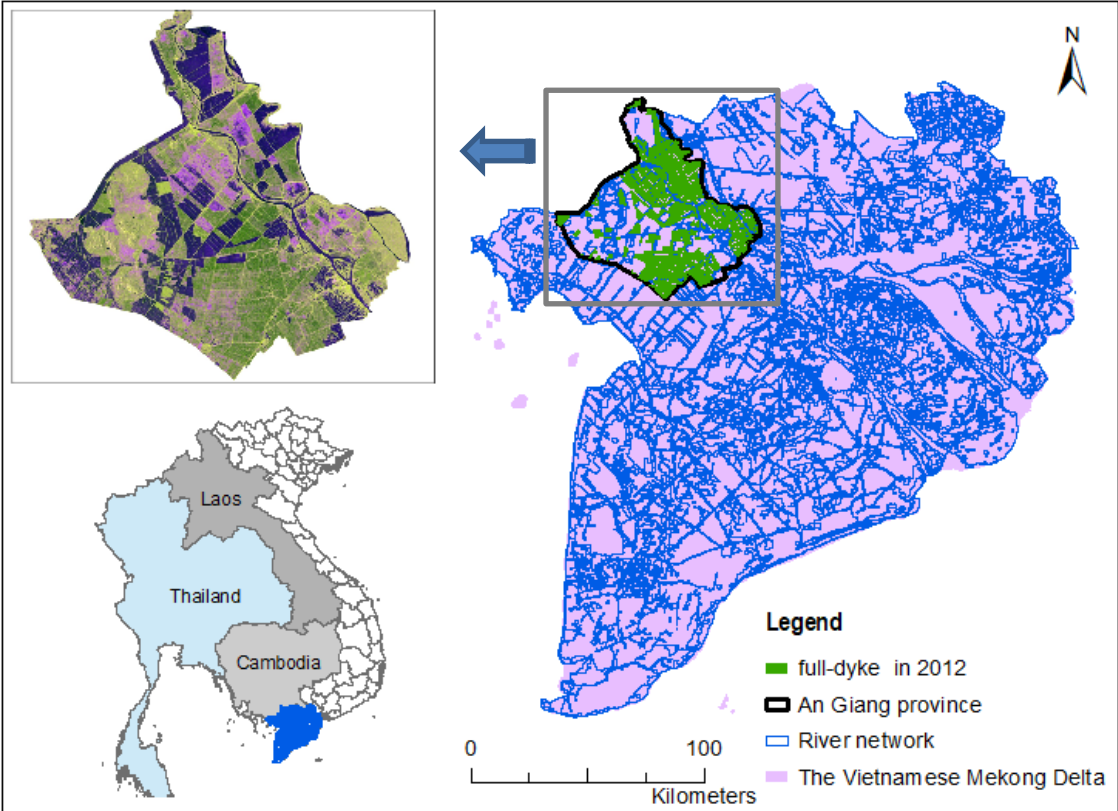 N
Laos
Thailand
Cambodia
Legend
full-dyke in 2012
An Giang province
River network
The Vietnamese Mekong Delta
0 100
Kilometers